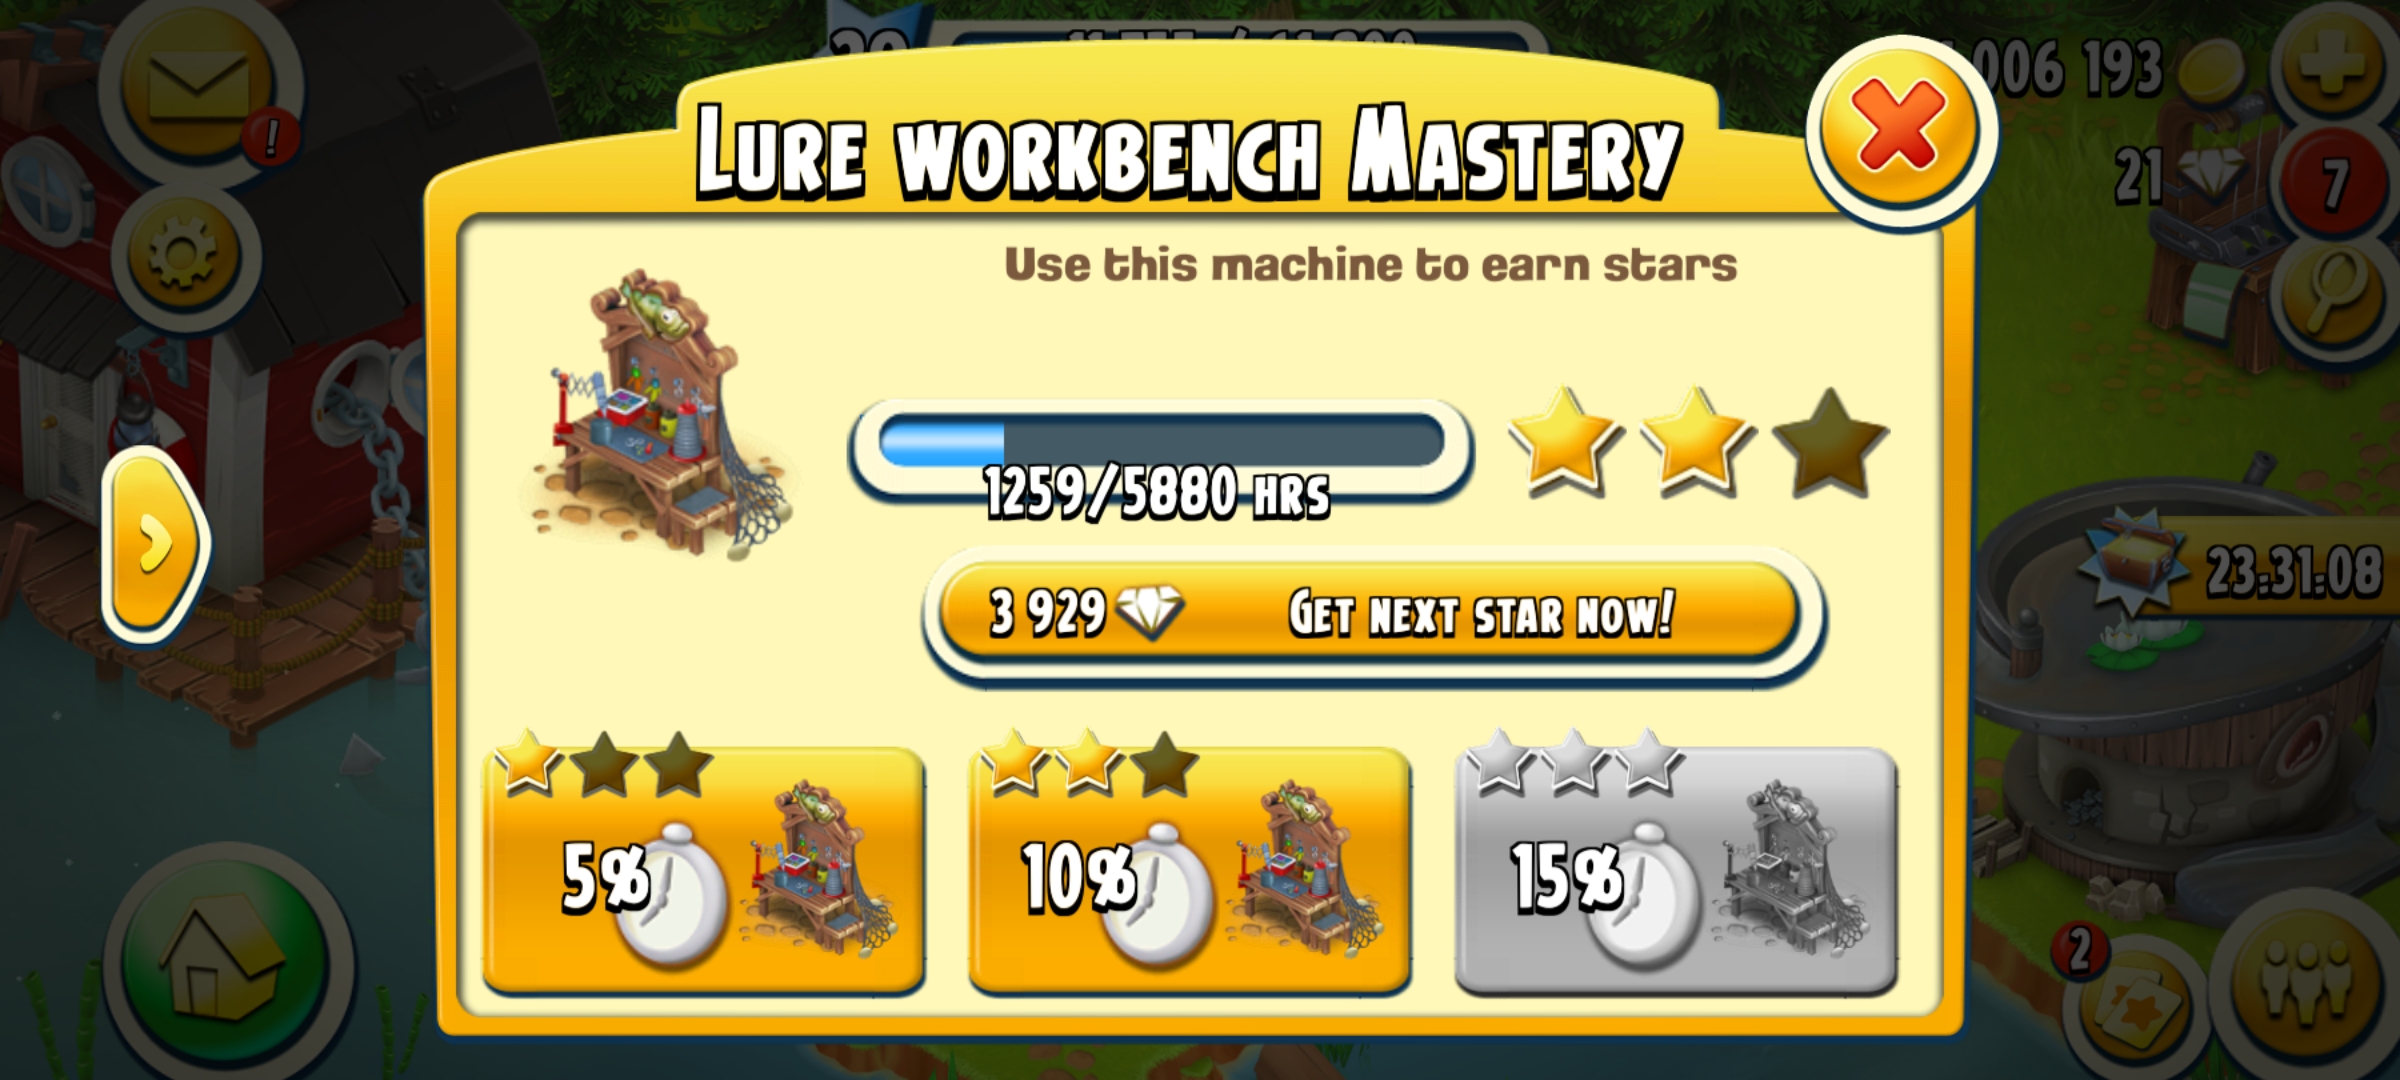 LURE WORKBENCH MASTERY
006 193
!
21
7
Use this machine to earn stars
1259/5880 HRS
23:31:08
3 929 GET NEXT STAR NOW!
5%
10%
15%
2